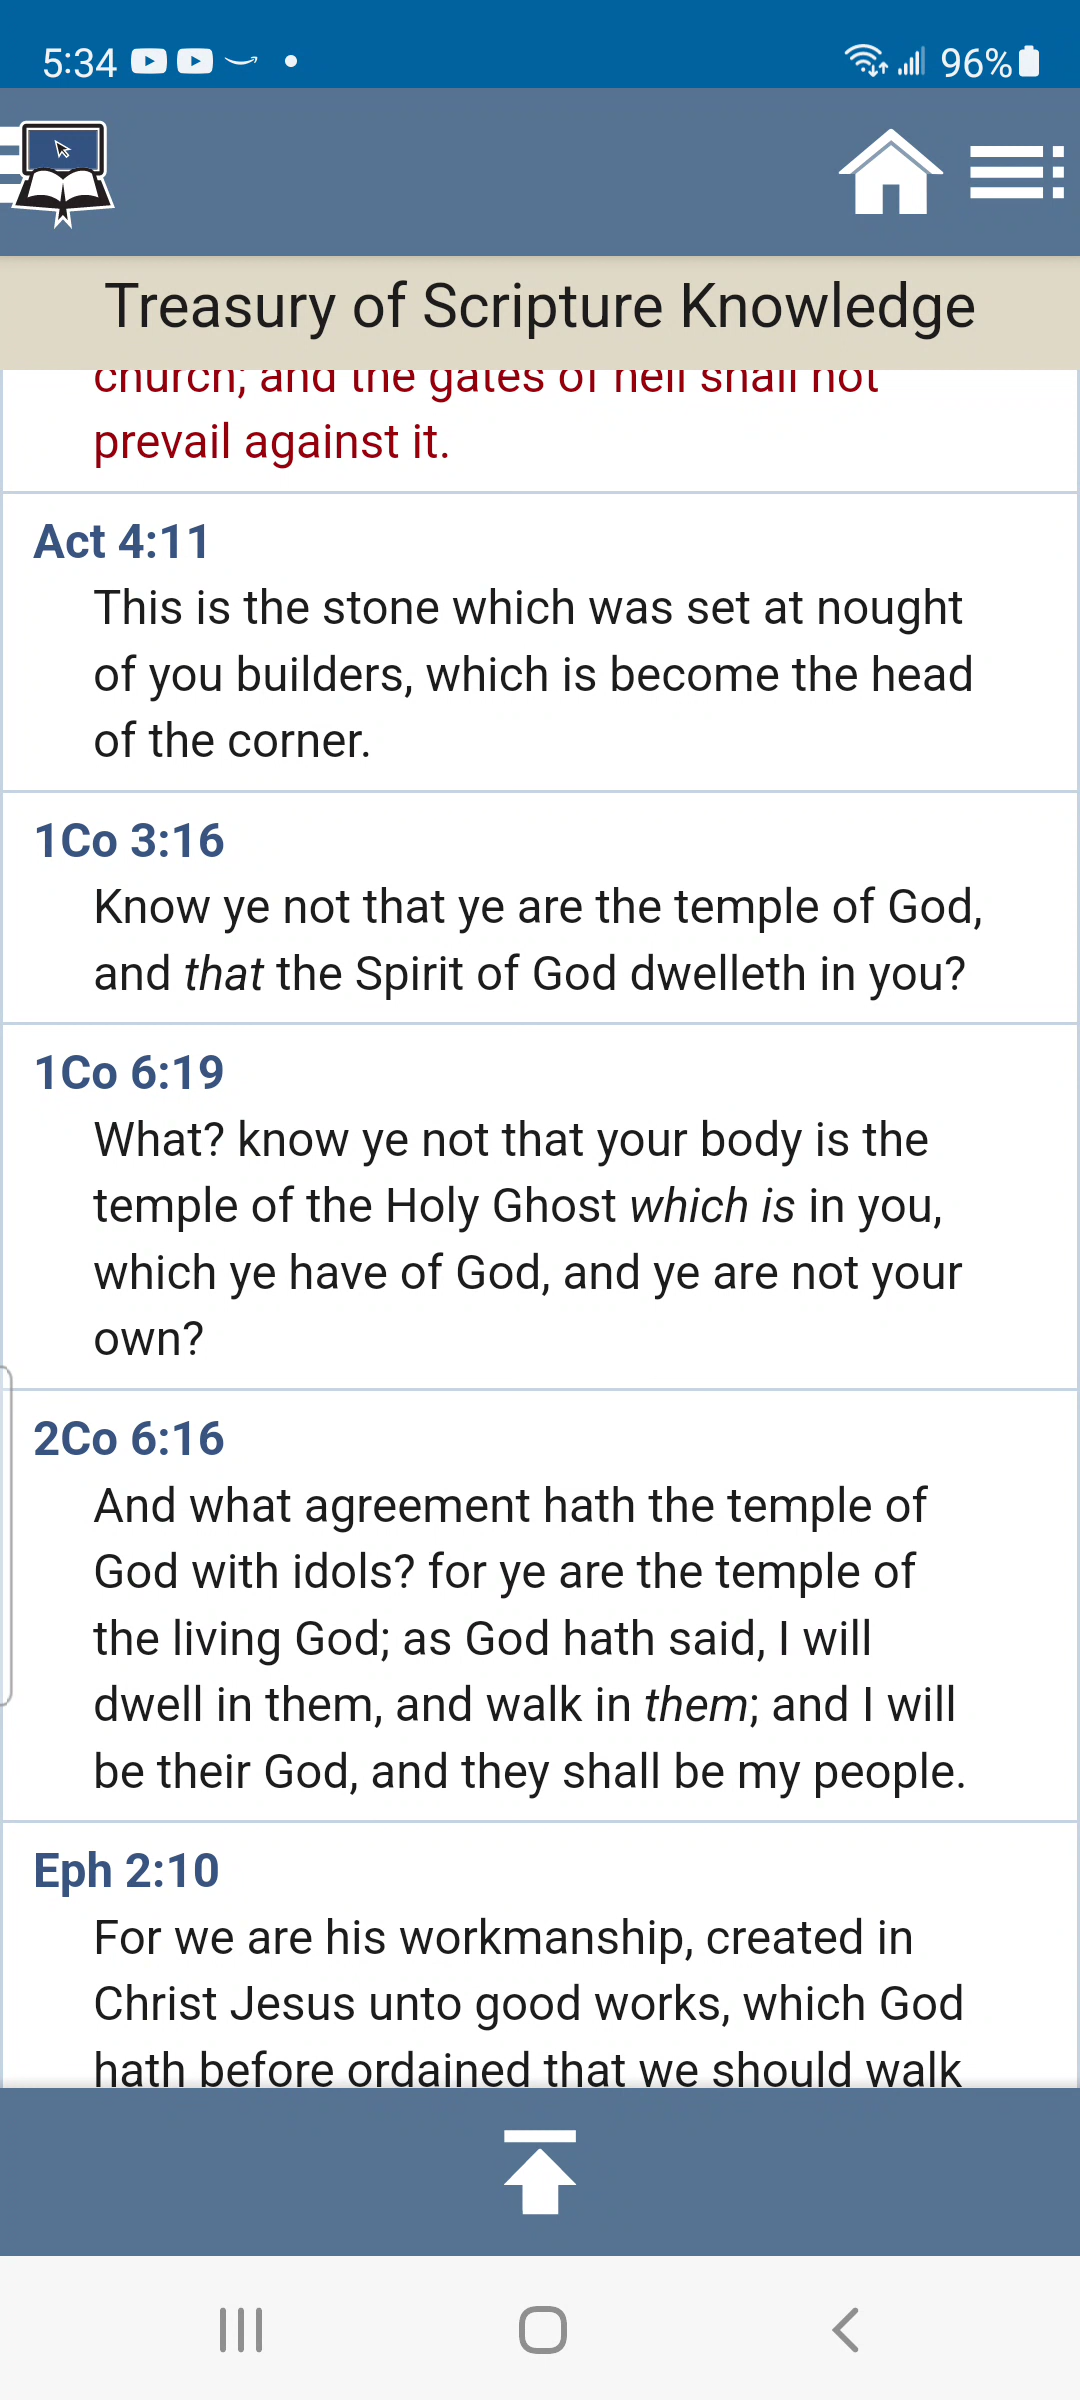 5:34
96%
Treasury of Scripture Knowledge
church; and the gates of hell shall not
prevail against it.
Act 4:11
This is the stone which was set at nought
of you builders, which is become the head
of the corner.
1Co 3:16
Know ye not that ye are the temple of God,
and that the Spirit of God dwelleth in you?
1Co 6:19
What? know ye not that your body is the
temple of the Holy Ghost which is in you,
which ye have of God, and ye are not your
own?
2Co 6:16
And what agreement hath the temple of
God with idols? for ye are the temple of
the living God; as God hath said, I will
dwell in them, and walk in them; and I will
be their God, and they shall be my people.
Eph 2:10
For we are his workmanship, created in
Christ Jesus unto good works, which God
hath before ordained that we should walk